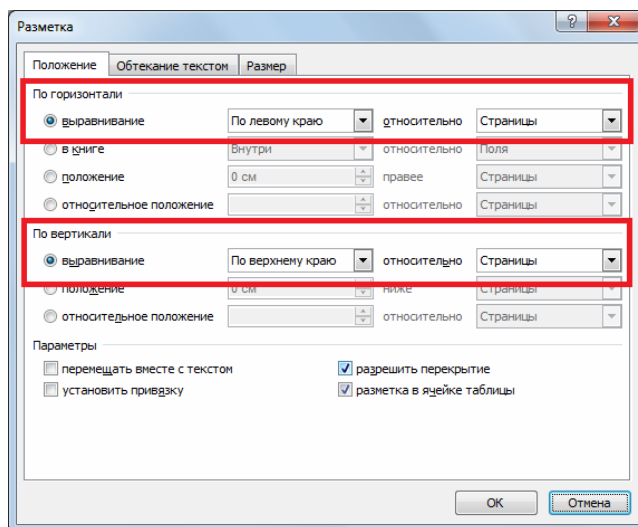 Разметка
Положение Обтекание текстом Размер
По горизонтали
выравнивание По левому краю относительно Страницы
в книге Внутри относительно Поля
положение 0 см правее Страницы
относительное положение относительно Страницы
По вертикали
выравнивание По верхнему краю относительно Страницы
положение 0 см ниже Страницы
относительное положение относительно Страницы
Параметры
перемещать вместе с текстом разрешить перекрытие
установить привязку разметка в ячейке таблицы
ОК Отмена